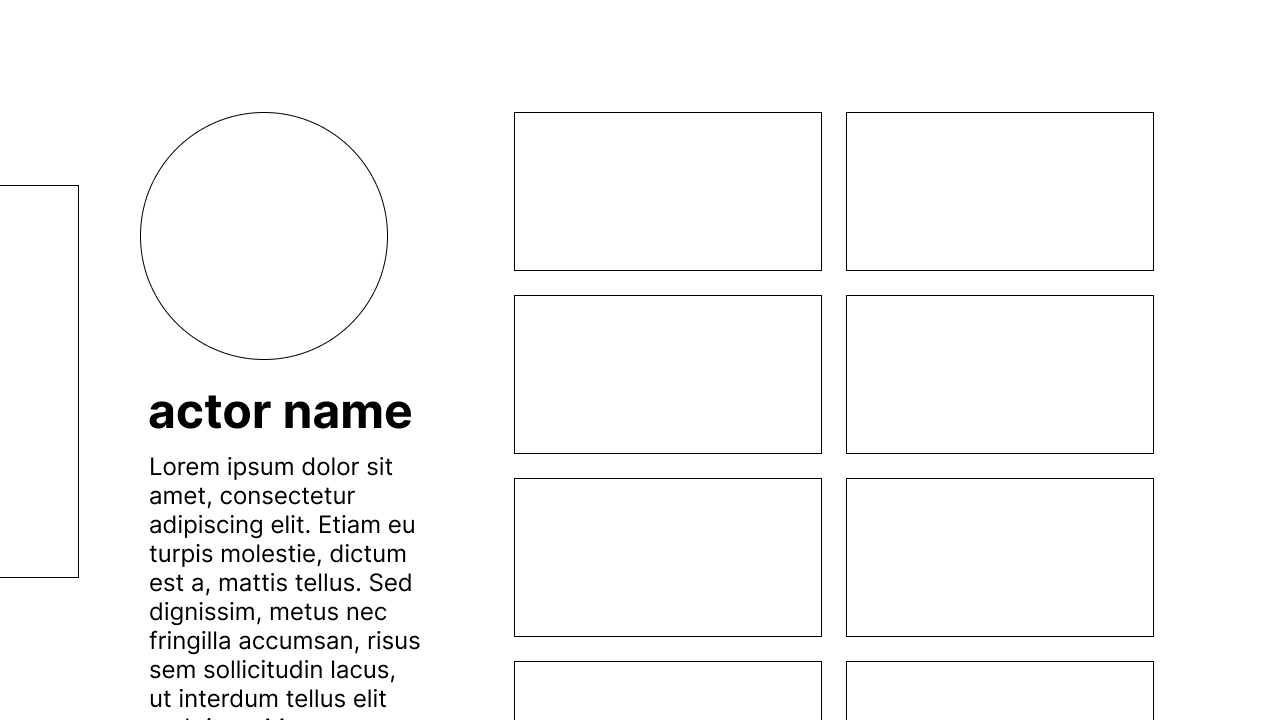 actor name
Lorem ipsum dolor sit
amet, consectetur
adipiscing elit. Etiam eu
turpis molestie, dictum
est a, mattis tellus. Sed
dignissim, metus nec
fringilla accumsan, risus
sem sollicitudin lacus,
ut interdum tellus elit